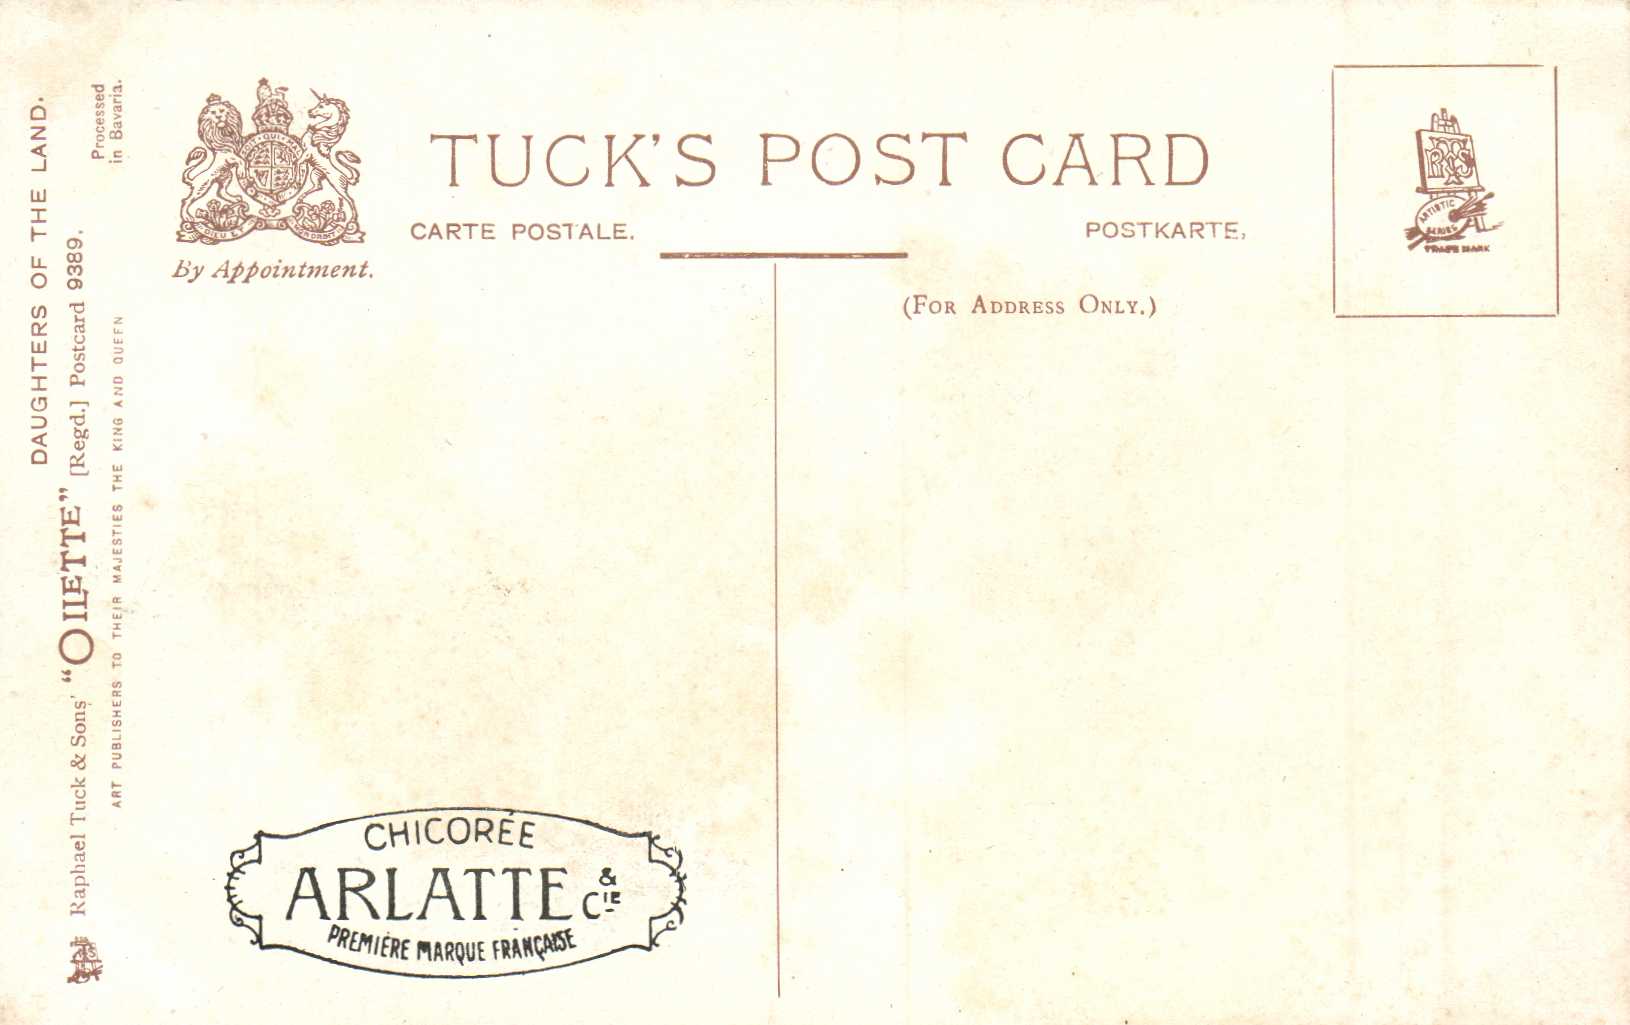 DAUGHTERS OF THE LAND.
Raphael Tuck & Sons' "OILETTE" [Regd.] Postcard 9389.
ART PUBLISHERS TO THEIR MAJESTIES THE KING AND QUEEN
Processed
in Bavaria.
By Appointment.
TUCK'S POST CARD
CARTE POSTALE.
POSTKARTE,
(FOR ADDRESS ONLY.)
ARTISTIC
SERIES
TRADE MARK
CHICORÉE
ARLATTE & CIE
PREMIÈRE MARQUE FRANÇAISE